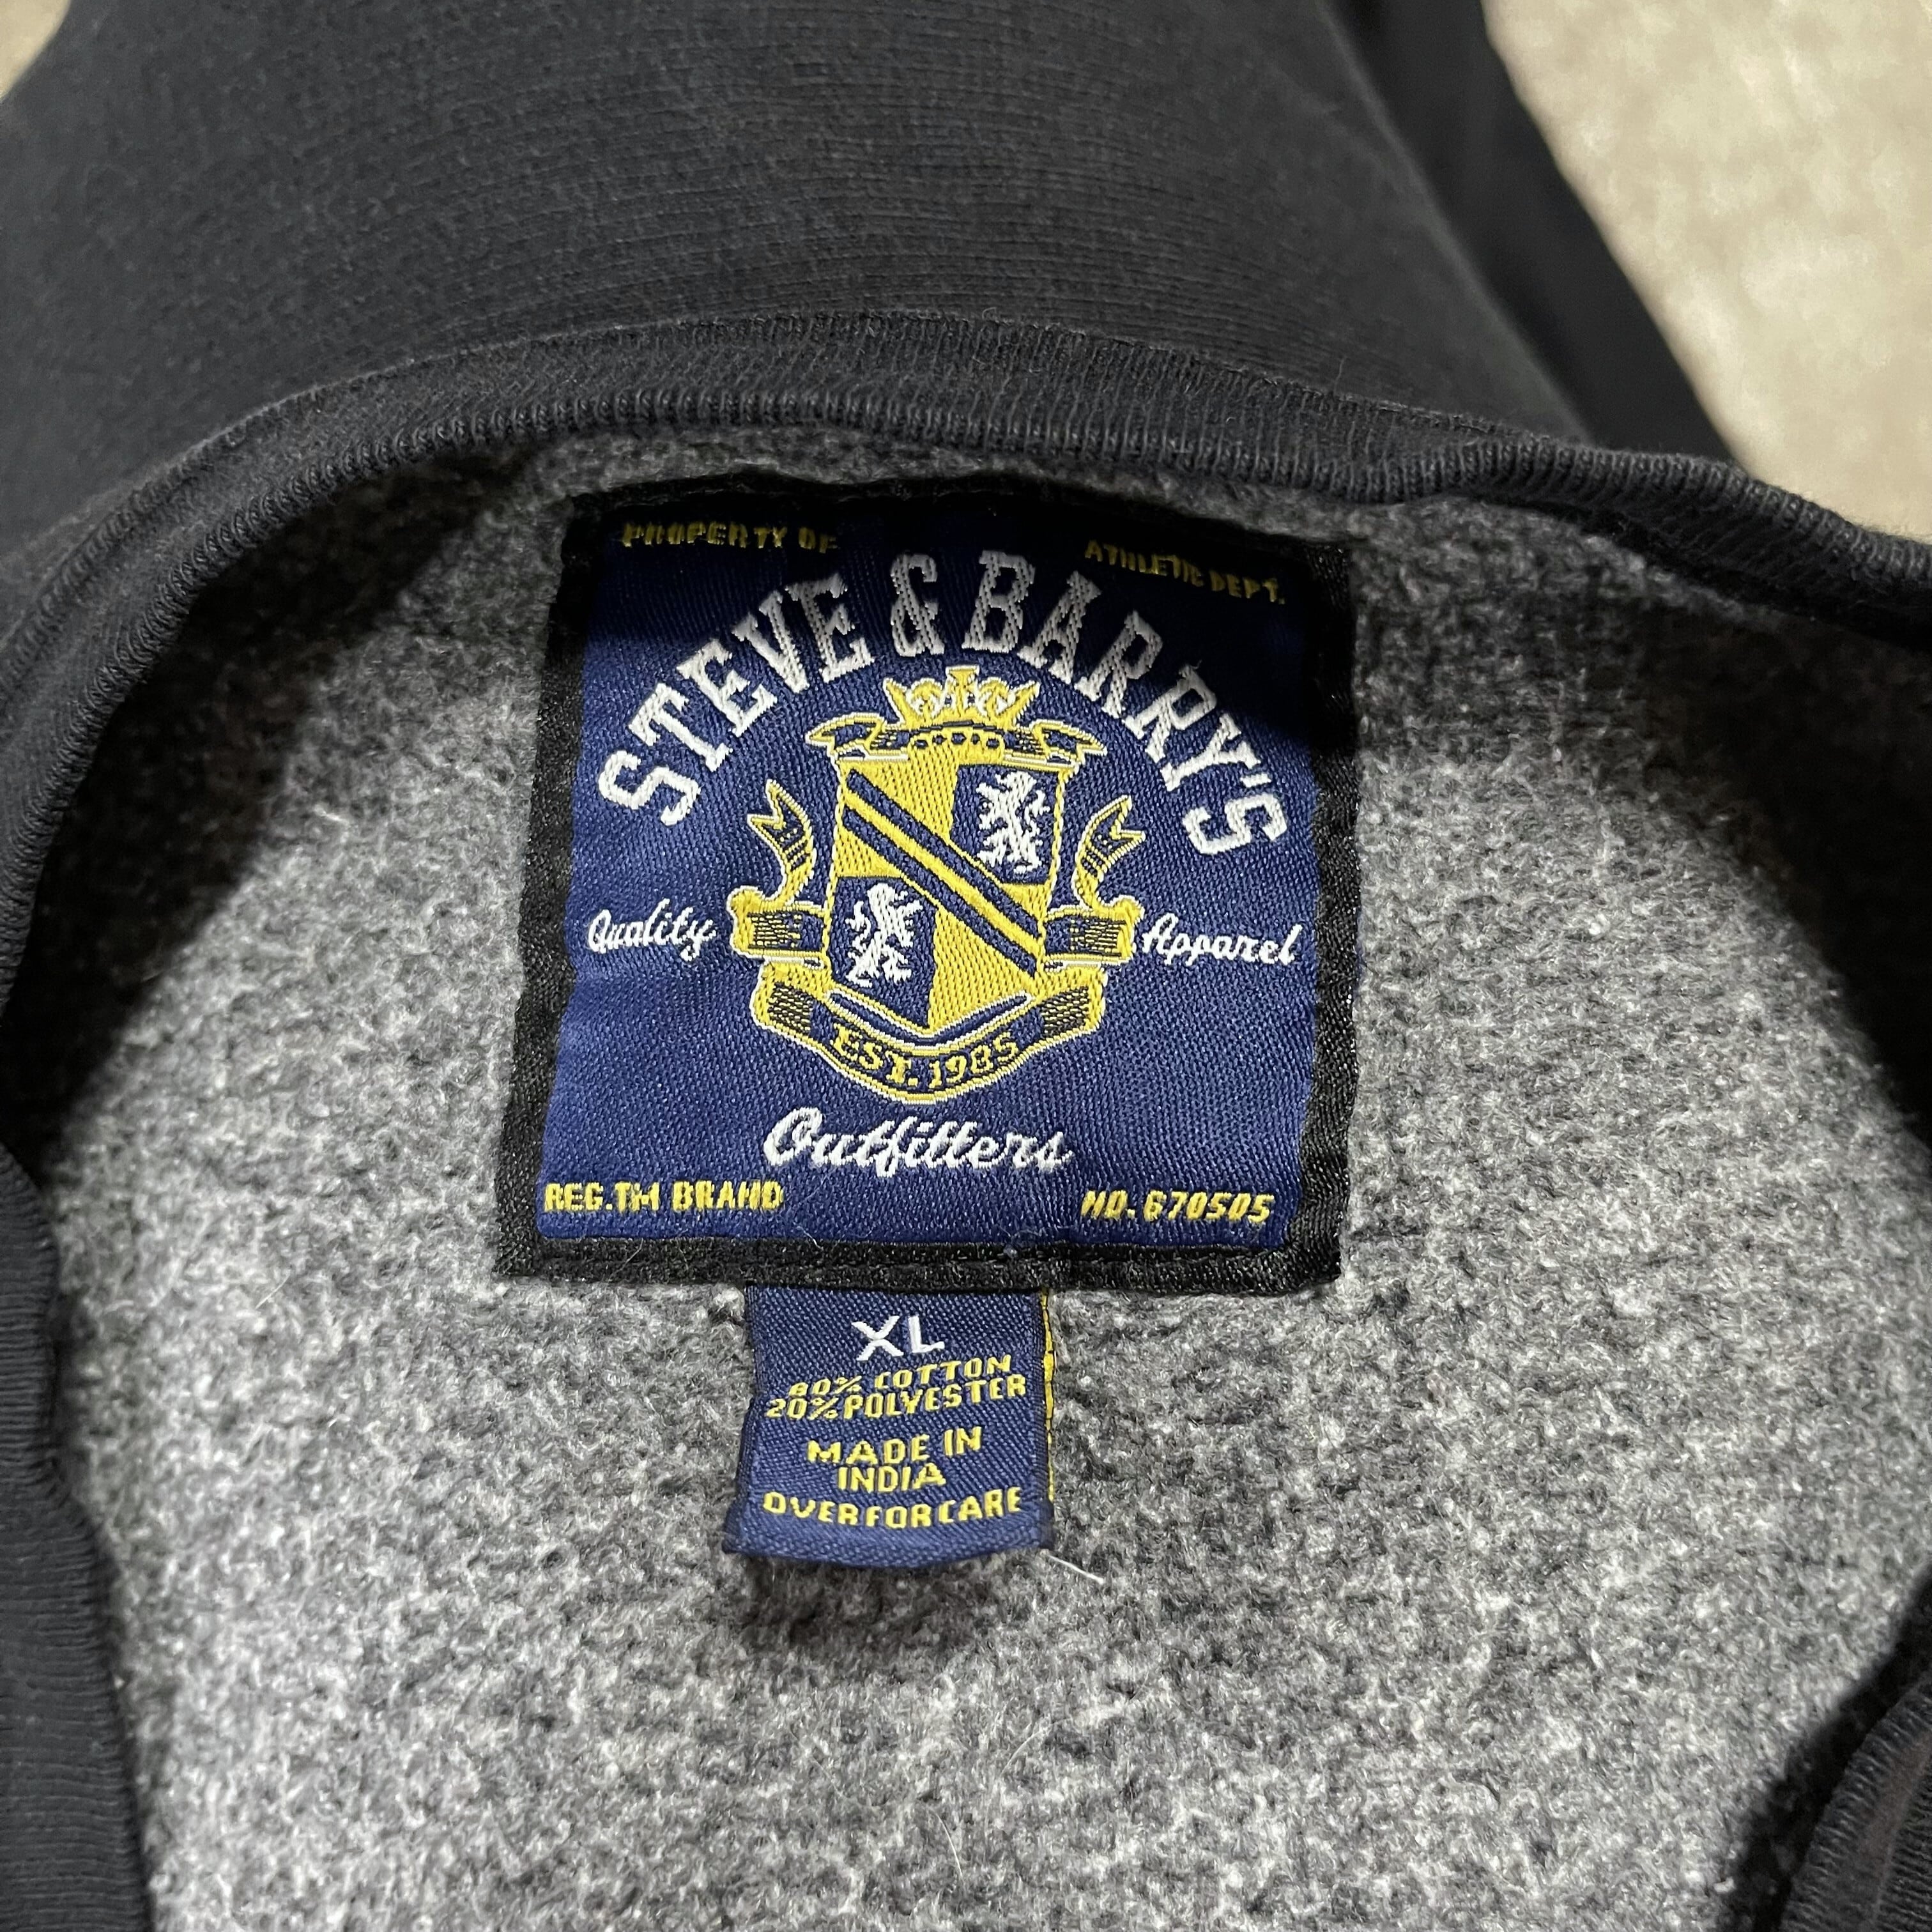 PROPERTY OF
ATHLETIC DEPT.
STEVE & BARRY'S
Quality
Apparel
EST. 1985
Outfitters
REG.TM BRAND
NO. 670505
XL
80% COTTON
20% POLYESTER
MADE IN
INDIA
OVER FOR CARE